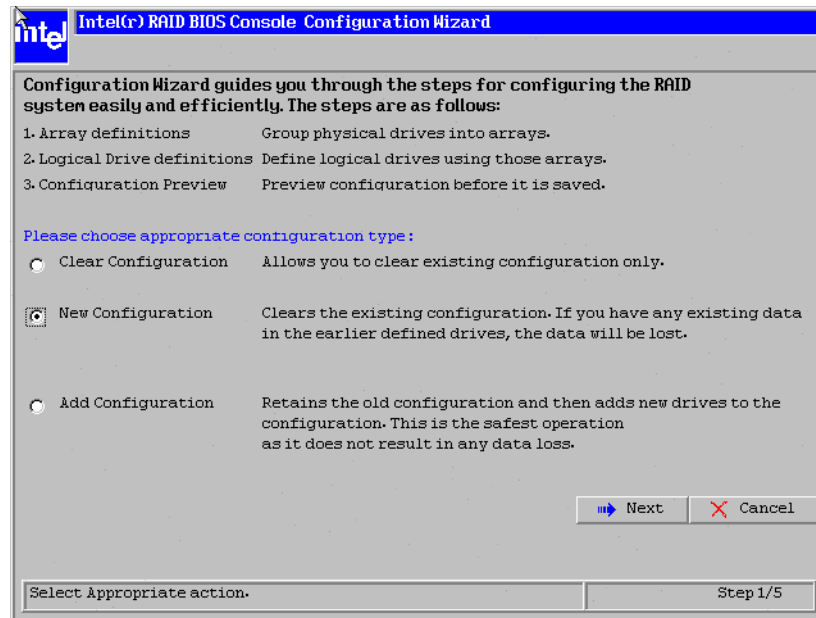 intel
Intel(r) RAID BIOS Console Configuration Wizard
Configuration Wizard guides you through the steps for configuring the RAID
system easily and efficiently. The steps are as follows:
1. Array definitions Group physical drives into arrays.
2. Logical Drive definitions Define logical drives using those arrays.
3. Configuration Preview Preview configuration before it is saved.
Please choose appropriate configuration type:
Clear Configuration Allows you to clear existing configuration only.
New Configuration Clears the existing configuration. If you have any existing data
in the earlier defined drives, the data will be lost.
Add Configuration Retains the old configuration and then adds new drives to the
configuration. This is the safest operation
as it does not result in any data loss.
Next Cancel
Select Appropriate action. Step 1/5